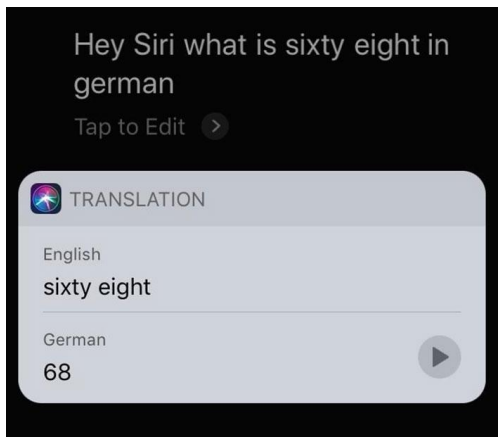 Hey Siri what is sixty eight in
german
Tap to Edit
TRANSLATION
English
sixty eight
German
68